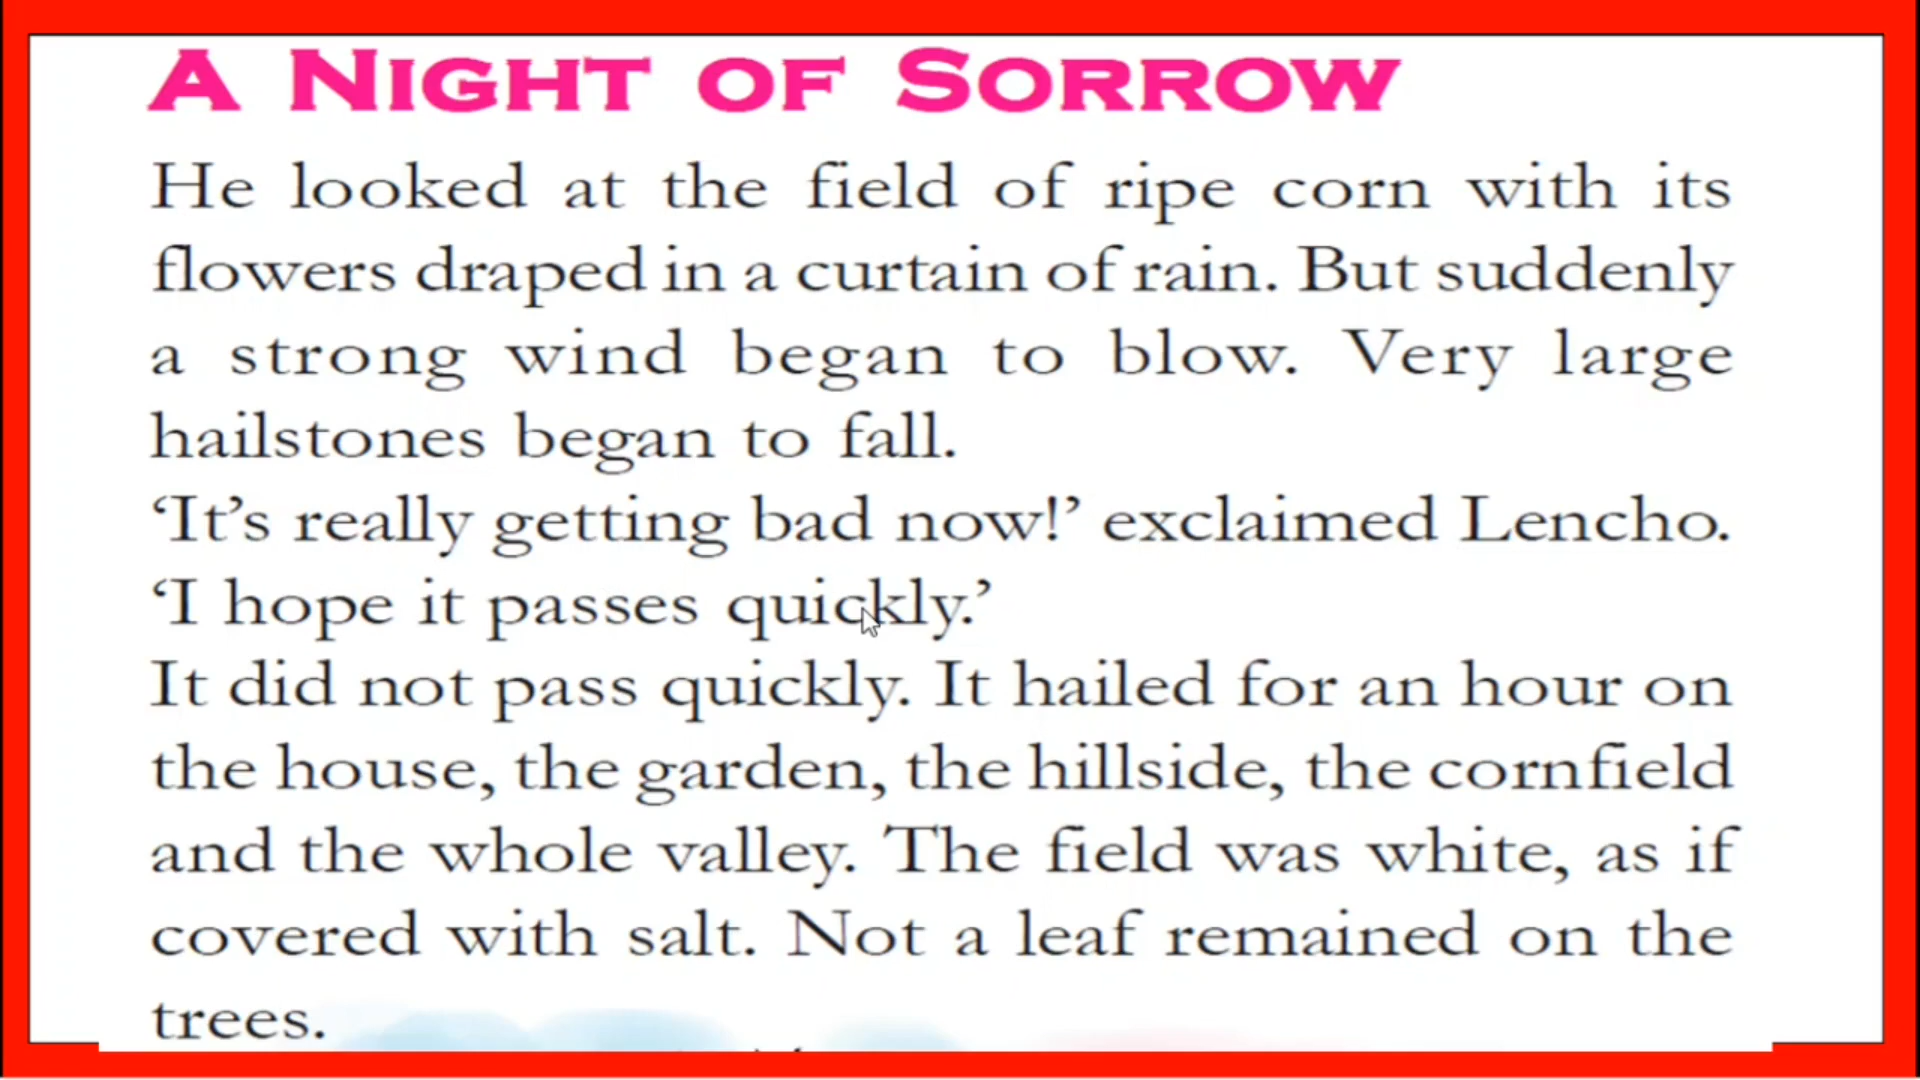 A NIGHT OF SORROW
He looked at the field of ripe corn with its
flowers draped in a curtain of rain. But suddenly
a strong wind began to blow. Very large
hailstones began to fall.
‘It’s really getting bad now!’ exclaimed Lencho.
‘I hope it passes quickly.’
It did not pass quickly. It hailed for an hour on
the house, the garden, the hillside, the cornfield
and the whole valley. The field was white, as if
covered with salt. Not a leaf remained on the
trees.